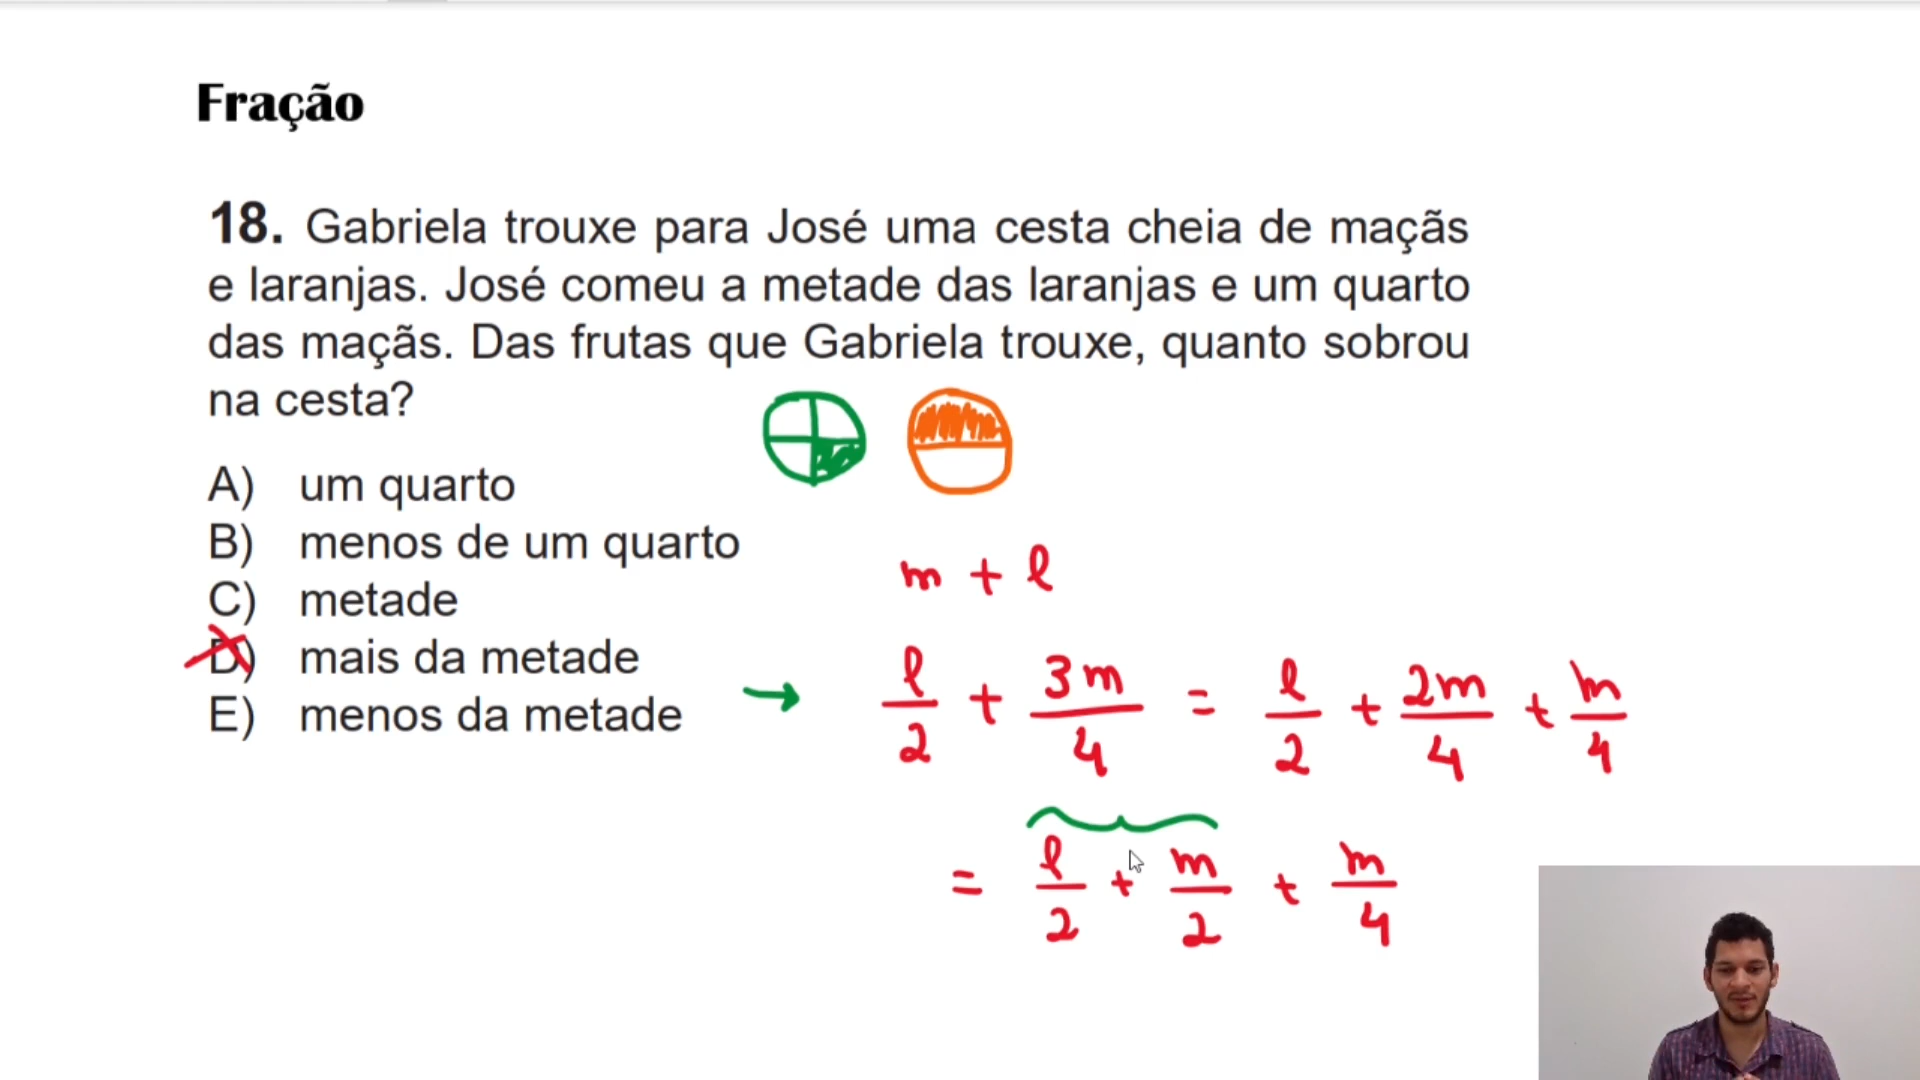 Fração
18. Gabriela trouxe para José uma cesta cheia de maçãs
e laranjas. José comeu a metade das laranjas e um quarto
das maçãs. Das frutas que Gabriela trouxe, quanto sobrou
na cesta?
A) um quarto
B) menos de um quarto
C) metade
D) mais da metade
E) menos da metade
m + l
l/2 + 3m/4 = l/2 + 2m/4 + m/4
= l/2 + m/2 + m/4